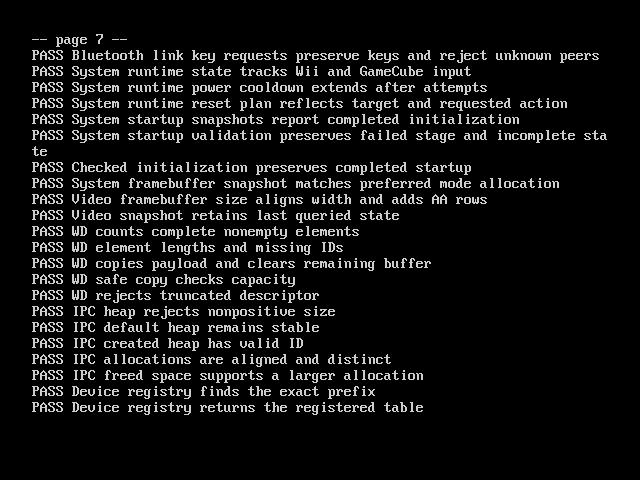 -- page 7 --
PASS Bluetooth link key requests preserve keys and reject unknown peers
PASS System runtime state tracks Wii and GameCube input
PASS System runtime power cooldown extends after attempts
PASS System runtime reset plan reflects target and requested action
PASS System startup snapshots report completed initialization
PASS System startup validation preserves failed stage and incomplete sta
te
PASS Checked initialization preserves completed startup
PASS System framebuffer snapshot matches preferred mode allocation
PASS Video framebuffer size aligns width and adds AA rows
PASS Video snapshot retains last queried state
PASS WD counts complete nonempty elements
PASS WD element lengths and missing IDs
PASS WD copies payload and clears remaining buffer
PASS WD safe copy checks capacity
PASS WD rejects truncated descriptor
PASS IPC heap rejects nonpositive size
PASS IPC default heap remains stable
PASS IPC created heap has valid ID
PASS IPC allocations are aligned and distinct
PASS IPC freed space supports a larger allocation
PASS Device registry finds the exact prefix
PASS Device registry returns the registered table